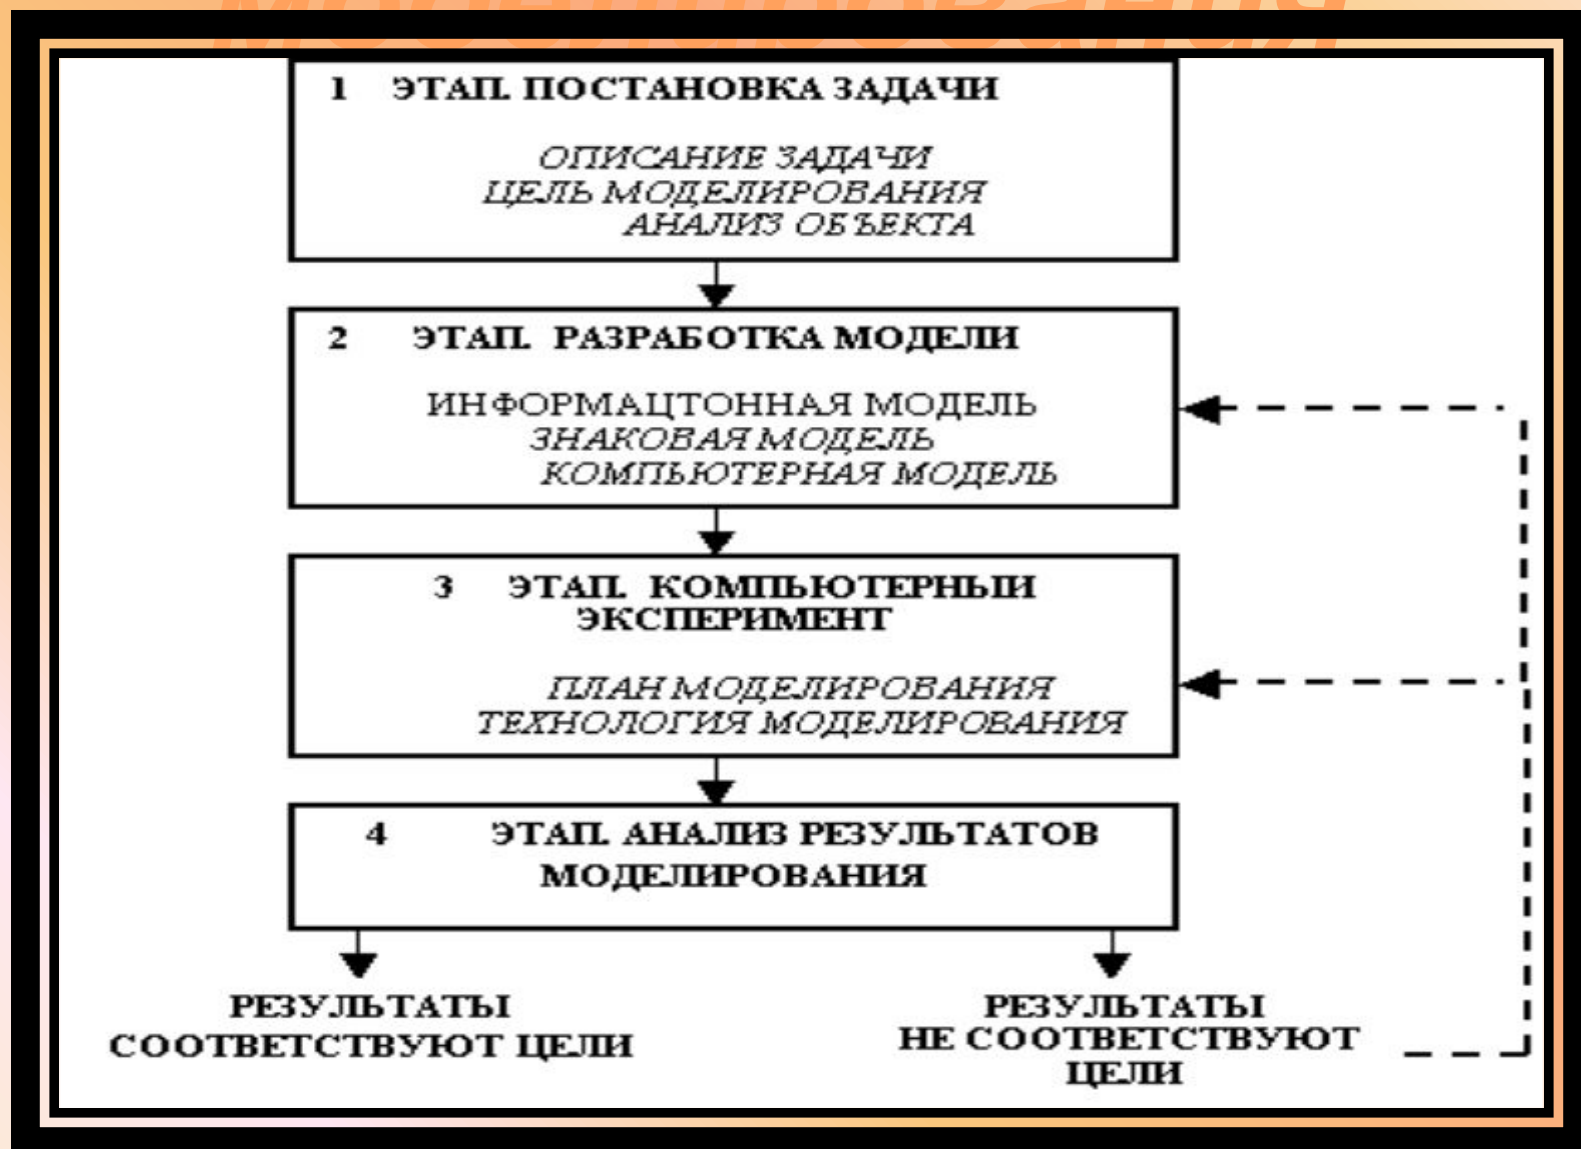 моделирования
1 ЭТАП. ПОСТАНОВКА ЗАДАЧИ
ОПИСАНИЕ ЗАДАЧИ
ЦЕЛЬ МОДЕЛИРОВАНИЯ
АНАЛИЗ ОБЪЕКТА
2 ЭТАП. РАЗРАБОТКА МОДЕЛИ
ИНФОРМАЦТОННАЯ МОДЕЛЬ
ЗНАКОВАЯ МОДЕЛЬ
КОМПЬЮТЕРНАЯ МОДЕЛЬ
3 ЭТАП. КОМПЬЮТЕРНЫЙ
ЭКСПЕРИМЕНТ
ПЛАН МОДЕЛИРОВАНИЯ
ТЕХНОЛОГИЯ МОДЕЛИРОВАНИЯ
4 ЭТАП. АНАЛИЗ РЕЗУЛЬТАТОВ
МОДЕЛИРОВАНИЯ
РЕЗУЛЬТАТЫ
СООТВЕТСТВУЮТ ЦЕЛИ
РЕЗУЛЬТАТЫ
НЕ СООТВЕТСТВУЮТ
ЦЕЛИ